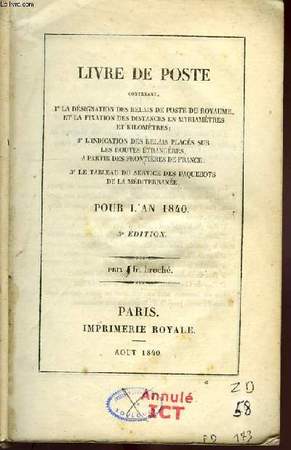 LIVRE DE POSTE
CONTENANT,
1° LA DÉSIGNATION DES RELAIS DE POSTE DU ROYAUME,
ET LA FIXATION DES DISTANCES EN MYRIAMÈTRES
ET KILOMÈTRES;
2° L'INDICATION DES RELAIS PLACÉS SUR
LES ROUTES ÉTRANGÈRES,
À PARTIR DES FRONTIÈRES DE FRANCE.
3° LE TABLEAU DU SERVICE DES PAQUEBOTS
DE LA MÉDITERRANÉE.
POUR L'AN 1840.
3e ÉDITION.
PRIX fr. broché.
PARIS.
IMPRIMERIE ROYALE.
AOUT 1840
Annulé
ICT
ZD
58